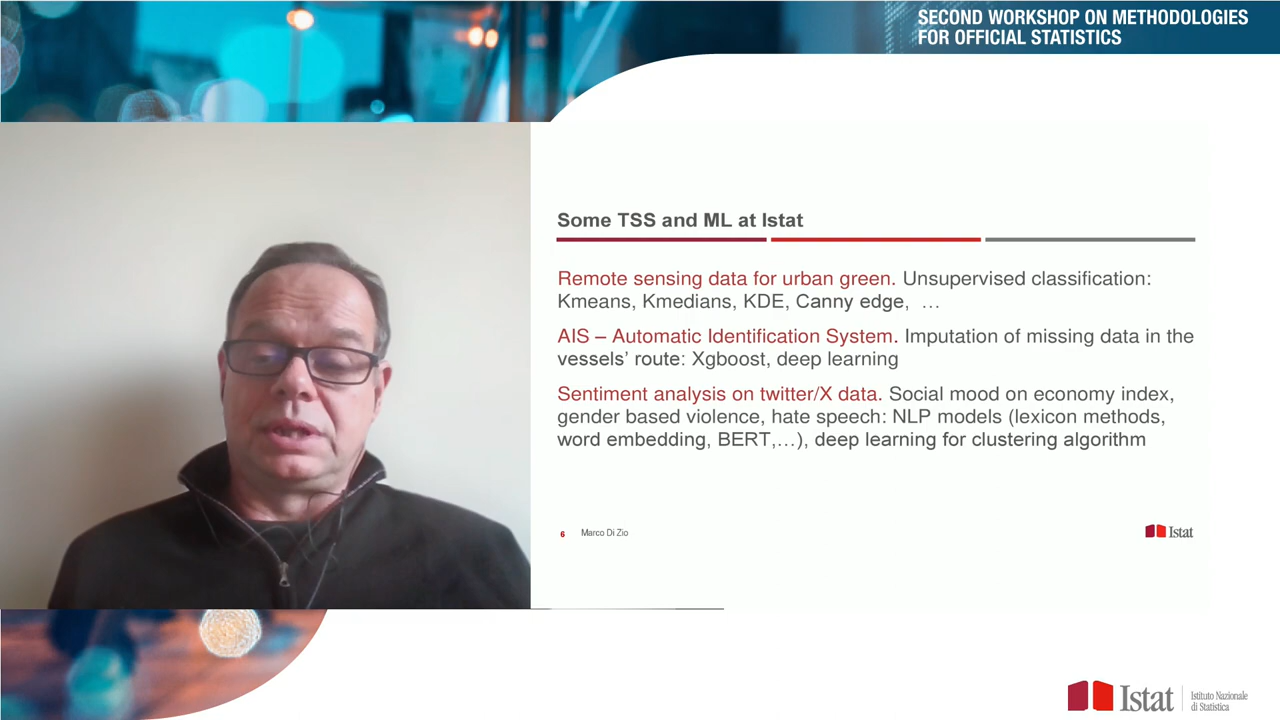 SECOND WORKSHOP ON METHODOLOGIES
FOR OFFICIAL STATISTICS
Some TSS and ML at Istat
Remote sensing data for urban green. Unsupervised classification:
Kmeans, Kmedians, KDE, Canny edge, …
AIS – Automatic Identification System. Imputation of missing data in the
vessels’ route: Xgboost, deep learning
Sentiment analysis on twitter/X data. Social mood on economy index,
gender based violence, hate speech: NLP models (lexicon methods,
word embedding, BERT,…), deep learning for clustering algorithm
6 Marco Di Zio
Istat
Istat
Istituto Nazionale
di Statistica